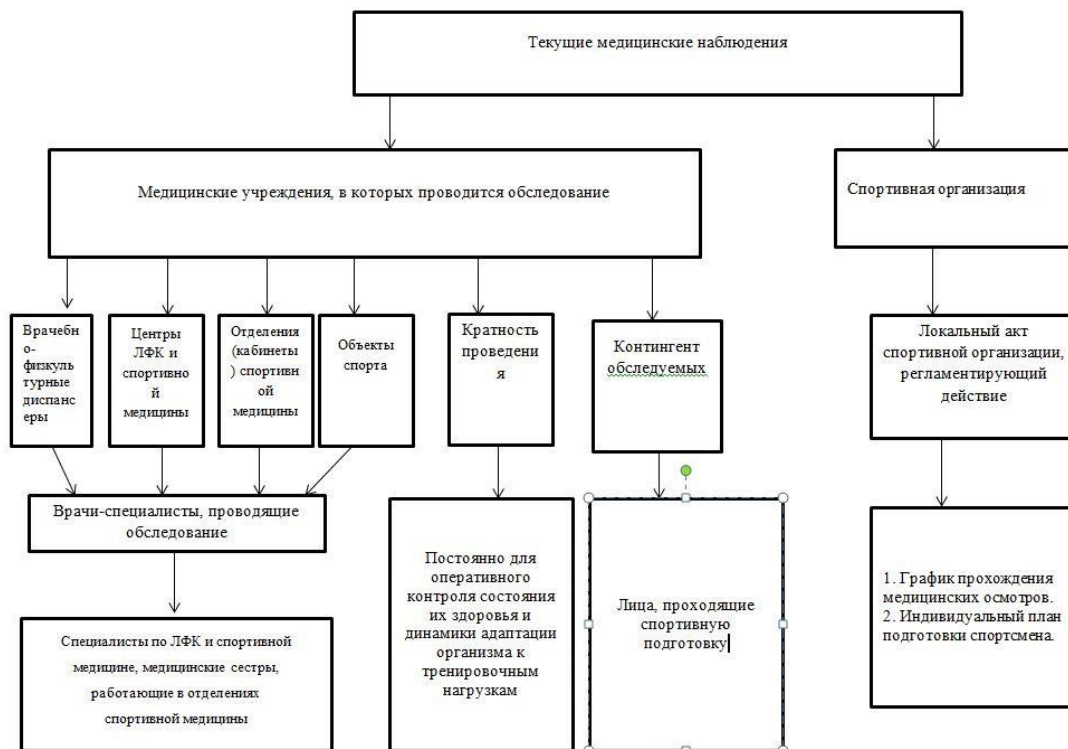 Текущие медицинские наблюдения
Медицинские учреждения, в которых проводится обследование
Спортивная организация
Врачебн
о-
физкуль
турные
диспанс
еры
Центры
ЛФК и
спортивно
й
медицины
Отделения
(кабинеты
) спортив
ной
медицины
Объекты
спорта
Кратность
проведени
я
Контингент
обследуемых
Локальный акт
спортивной организации,
регламентирующий
действие
Врачи-специалисты, проводящие
обследование
Специалисты по ЛФК и спортивной
медицине, медицинские сестры,
работающие в отделениях
спортивной медицины
Постоянно для
оперативного
контроля состояния
их здоровья и
динамики адаптации
организма к
тренировочным
нагрузкам
Лица, проходящие
спортивную
подготовку
1. График прохождения
медицинских осмотров.
2. Индивидуальный план
подготовки спортсмена.